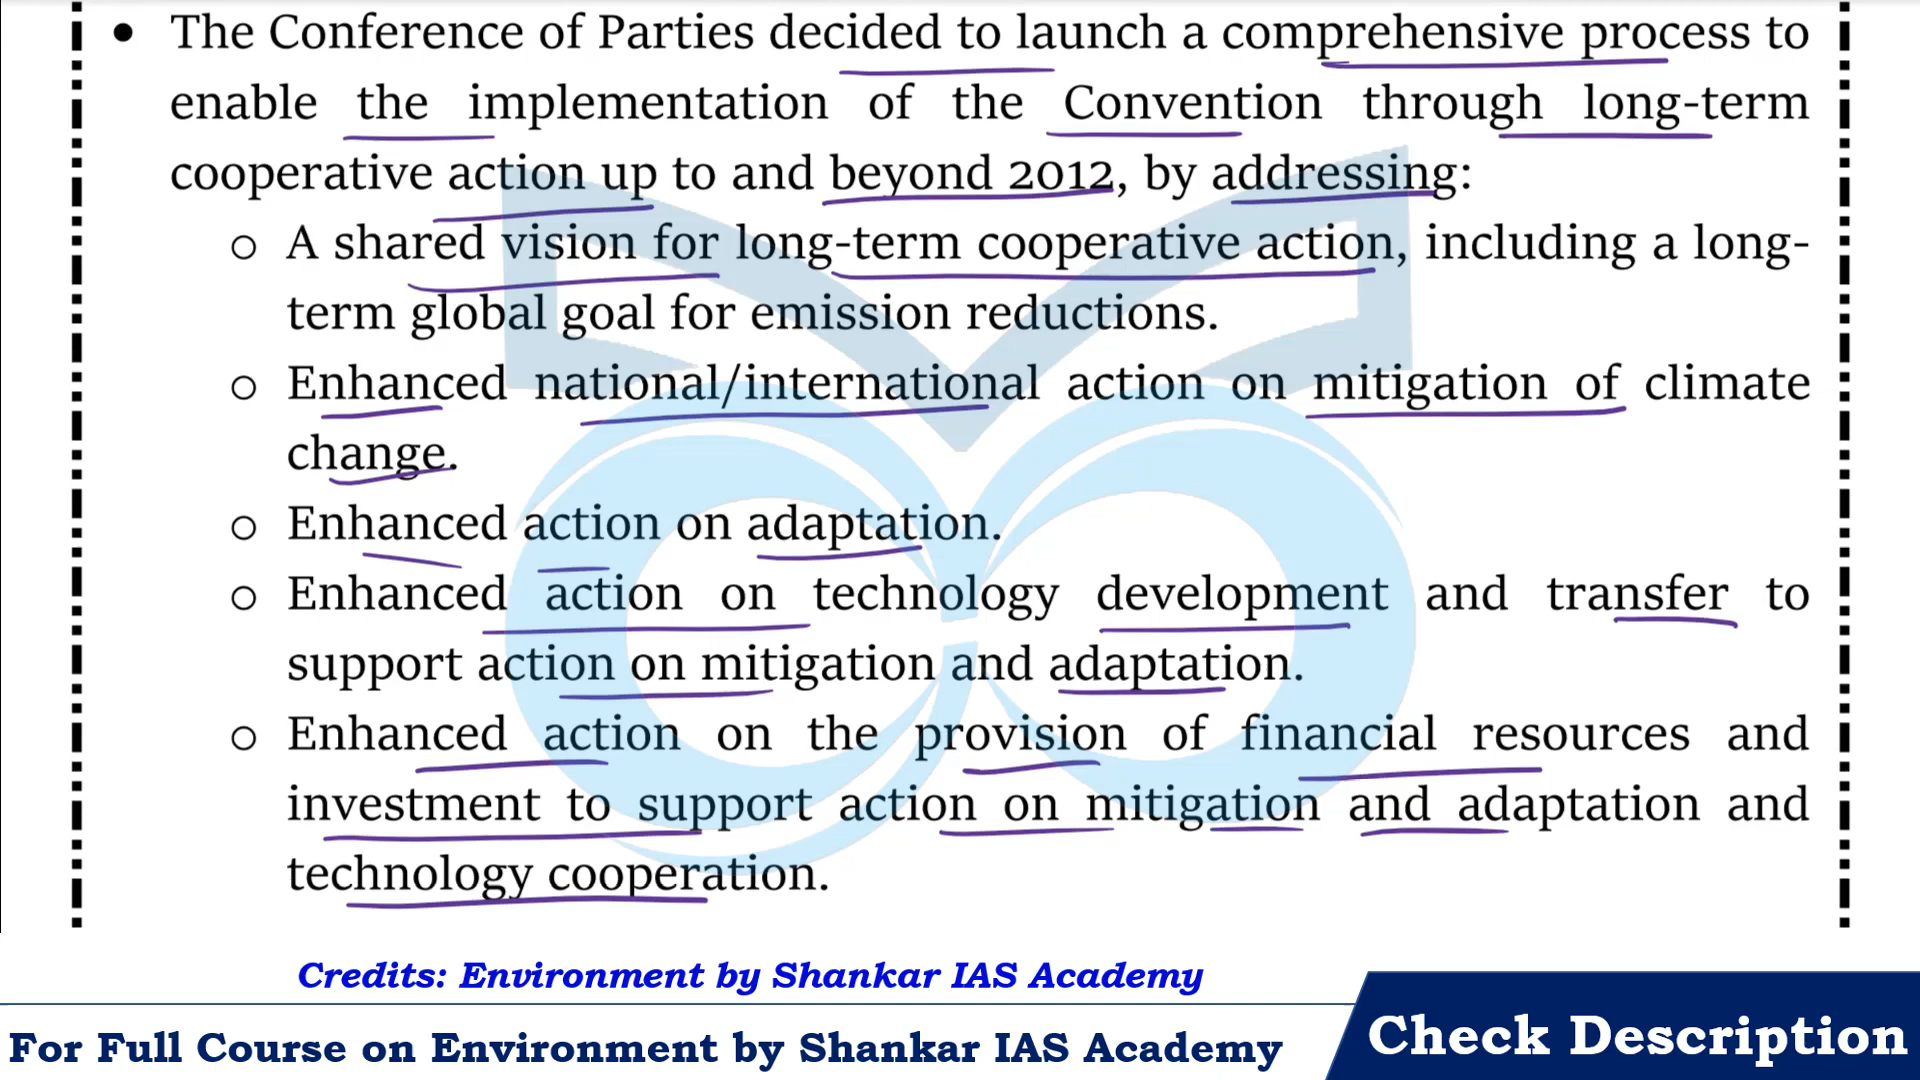 • The Conference of Parties decided to launch a comprehensive process to
enable the implementation of the Convention through long-term
cooperative action up to and beyond 2012, by addressing:
o A shared vision for long-term cooperative action, including a long-
term global goal for emission reductions.
o Enhanced national/international action on mitigation of climate
change.
o Enhanced action on adaptation.
o Enhanced action on technology development and transfer to
support action on mitigation and adaptation.
o Enhanced action on the provision of financial resources and
investment to support action on mitigation and adaptation and
technology cooperation.
Credits: Environment by Shankar IAS Academy
For Full Course on Environment by Shankar IAS Academy
Check Description